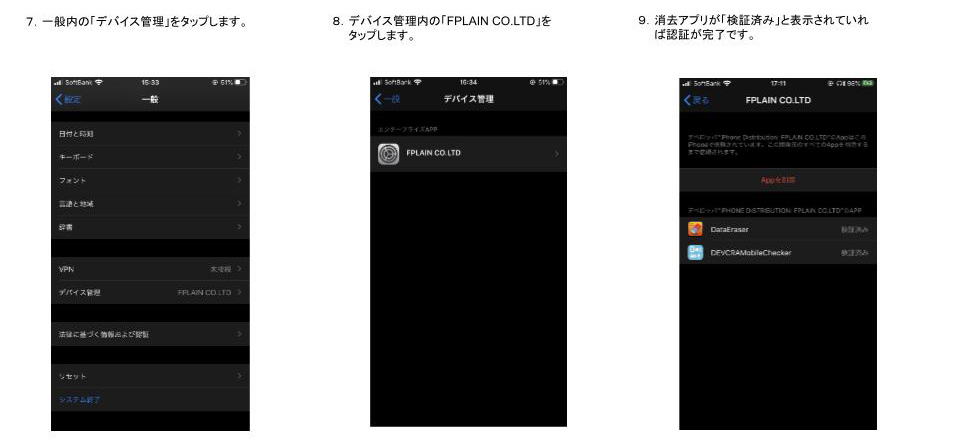 7. 一般内の「デバイス管理」をタップします。
8. デバイス管理内の「FPLAIN CO.LTD」を
タップします。
9. 消去アプリが「検証済み」と表示されていれ
ば認証が完了です。
SoftBank 15:33 51%
設定 一般
日付と時刻
キーボード
フォント
言語と地域
辞書
VPN 未接続
デバイス管理 FPLAIN CO.LTD
法律に基づく情報および認証
リセット
システム終了
SoftBank 15:34 51%
一般 デバイス管理
エンタープライズAPP
FPLAIN CO.LTD
SoftBank 17:11 98%
戻る FPLAIN CO.LTD
デベロッパ"iPhone Distribution: FPLAIN CO.LTD"のAppはこの
iPhoneで信頼されています。この開発元のすべてのAppを削除する
まで信頼されます。
Appを削除
デベロッパ"IPHONE DISTRIBUTION: FPLAIN CO.LTD"のAPP
DataEraser 検証済み
DEVCRAMobileChecker 検証済み